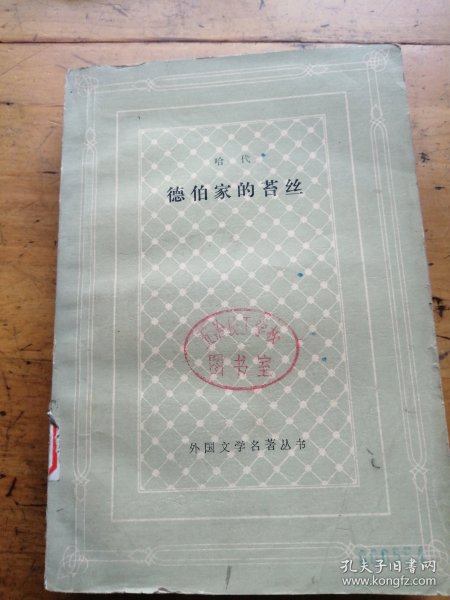 哈代
德伯家的苔丝
图书室
外国文学名著丛书
孔夫子旧书网
www.kongfz.com